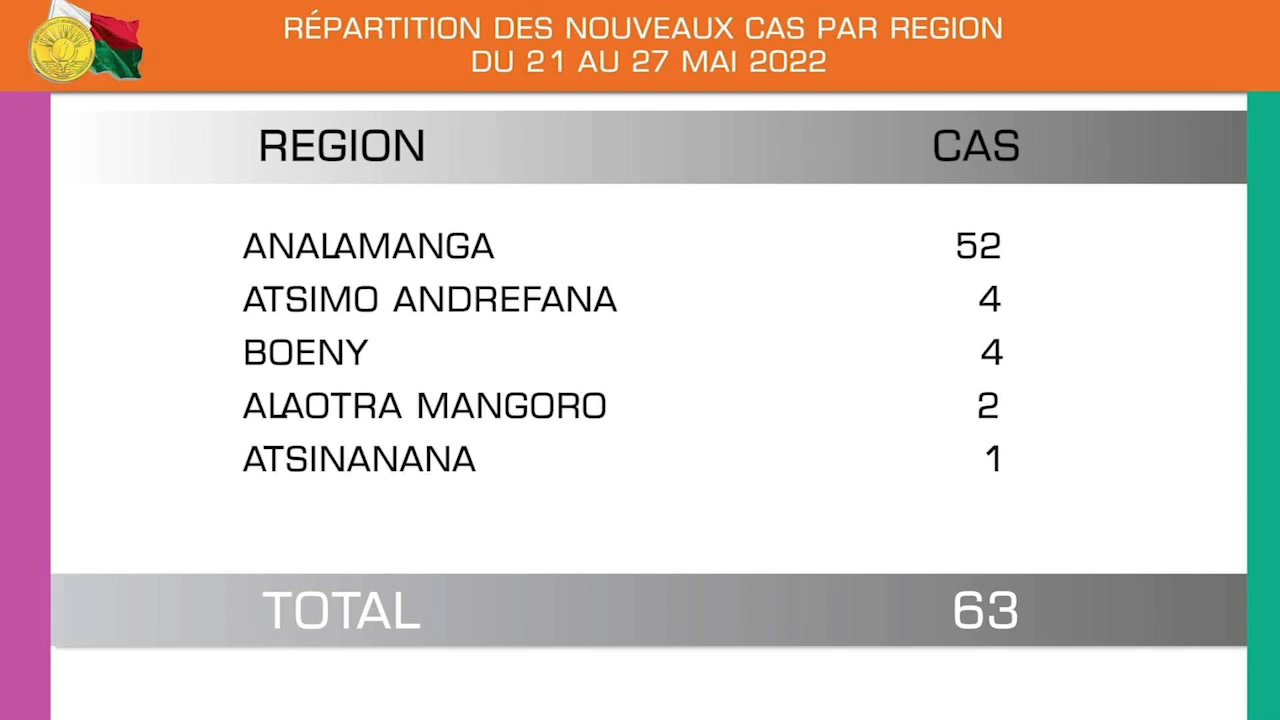 RÉPARTITION DES NOUVEAUX CAS PAR REGION
DU 21 AU 27 MAI 2022
REGION CAS
ANALAMANGA 52
ATSIMO ANDREFANA 4
BOENY 4
ALAOTRA MANGORO 2
ATSINANANA 1
TOTAL 63